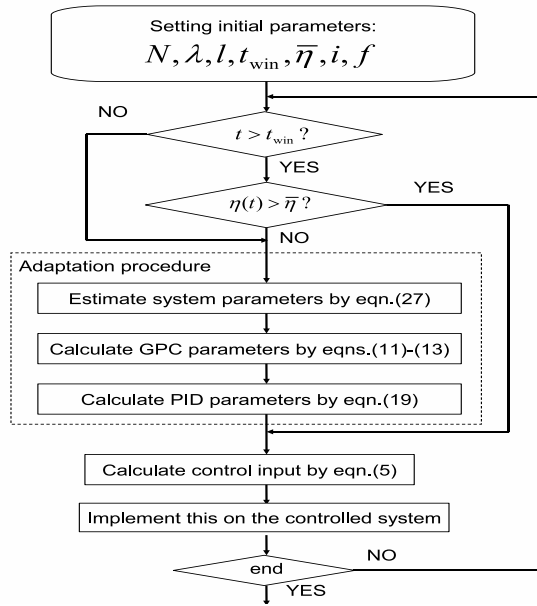 Setting initial parameters:
N, λ, l, t_win, η̅, i, f
NO
t > t_win ?
YES
η(t) > η̅ ?
YES
NO
Adaptation procedure
Estimate system parameters by eqn.(27)
Calculate GPC parameters by eqns.(11)-(13)
Calculate PID parameters by eqn.(19)
Calculate control input by eqn.(5)
Implement this on the controlled system
end
NO
YES